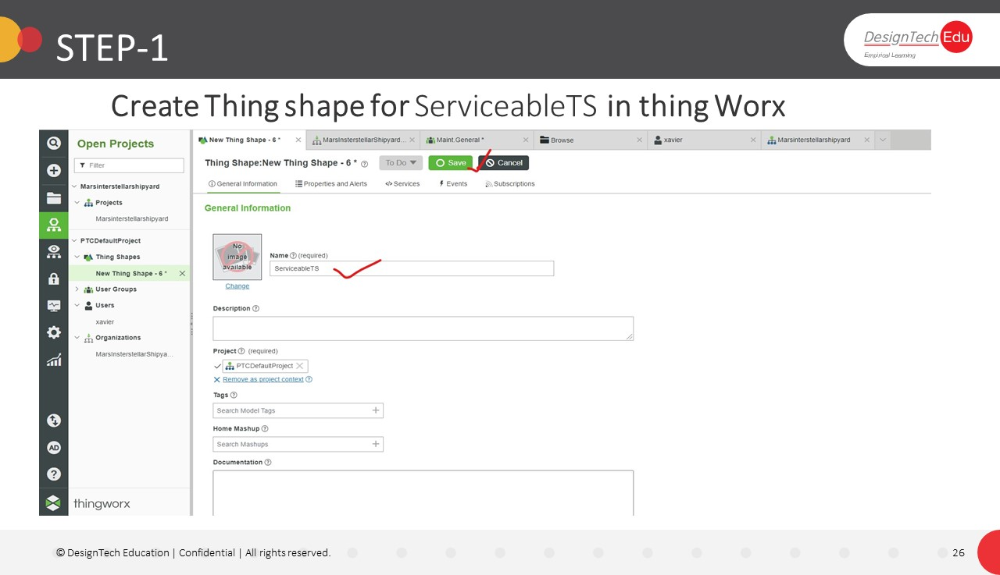 STEP-1
DesignTech Edu
Empirical Learning
Create Thing shape for ServiceableTS in thing Worx
Open Projects
Filter
Marsinterstellarshipyard
Projects
Marsinterstellarshipyard
PTCDefaultProject
Thing Shapes
New Thing Shape - 6 *
User Groups
Users
xavier
Organizations
MarsInsterstellarShipya...
AD
?
thingworx
New Thing Shape - 6 * MarsInsterstellarShipyard... Maint.General * Browse xavier Marsinterstellarshipyard
Thing Shape:New Thing Shape - 6 * To Do Save Cancel
General Information Properties and Alerts Services Events Subscriptions
General Information
No
image
available
Change
Name (required)
ServiceableTS
Description
Project (required)
PTCDefaultProject
Remove as project context
Tags
Search Model Tags
Home Mashup
Search Mashups
Documentation
© DesignTech Education | Confidential | All rights reserved.
26